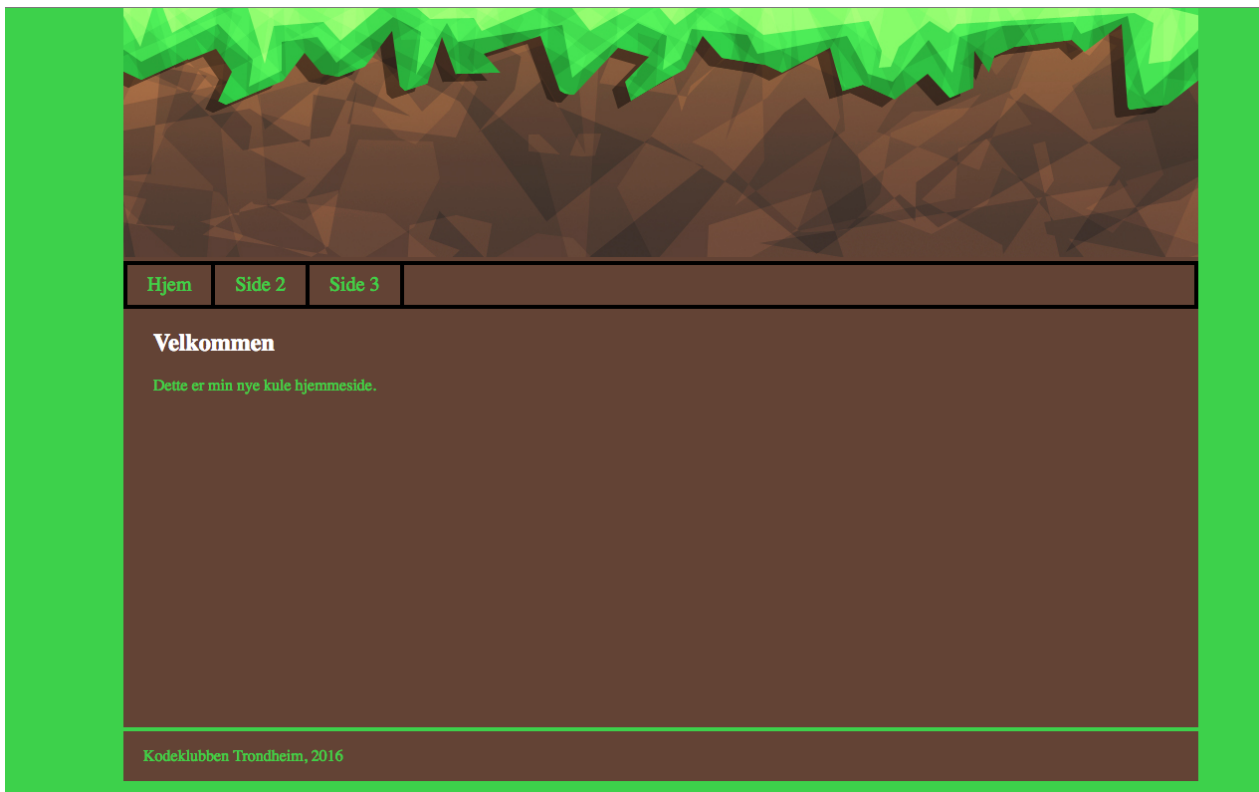 Hjem Side 2 Side 3
Velkommen
Dette er min nye kule hjemmeside.
Kodeklubben Trondheim, 2016